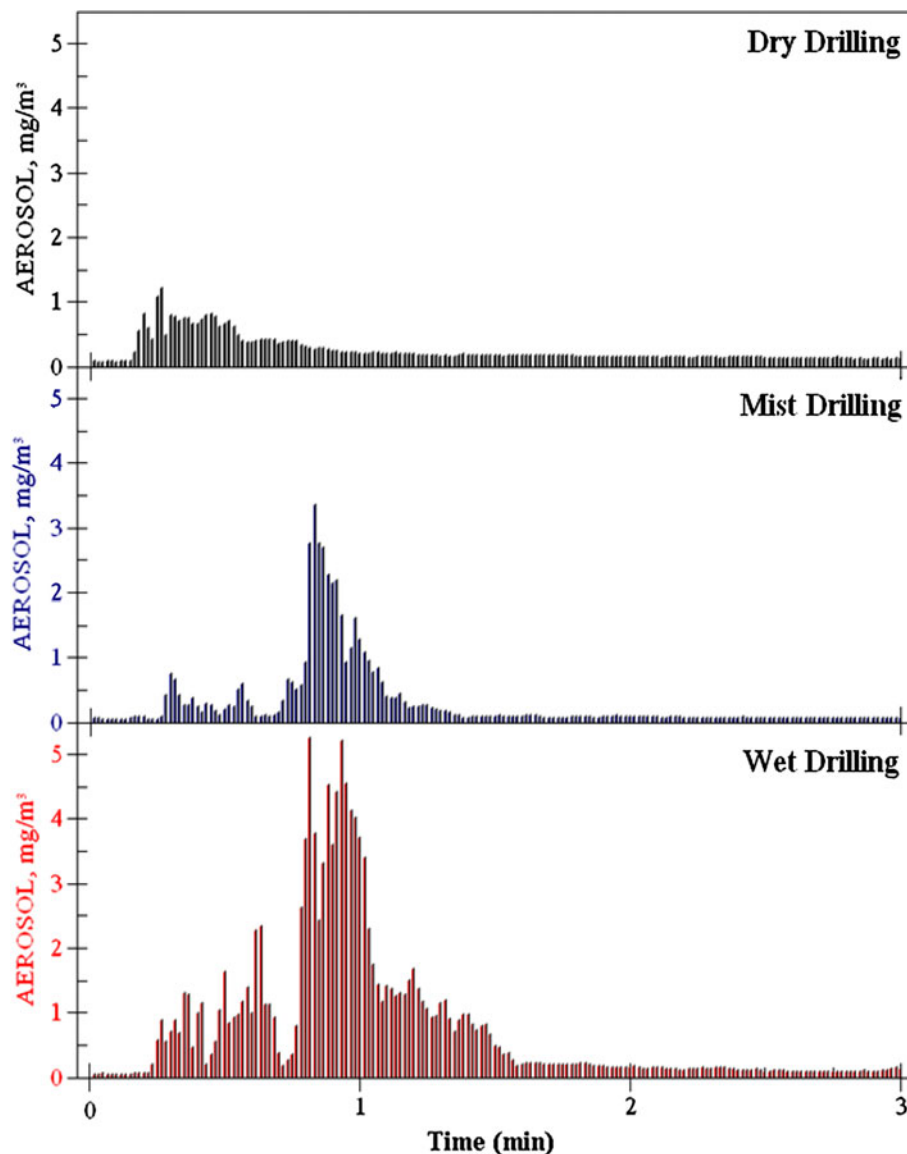 Dry Drilling
AEROSOL, mg/m³
5
4
3
2
1
0
Mist Drilling
AEROSOL, mg/m³
5
4
3
2
1
0
Wet Drilling
AEROSOL, mg/m³
5
4
3
2
1
0
0 1 2 3
Time (min)